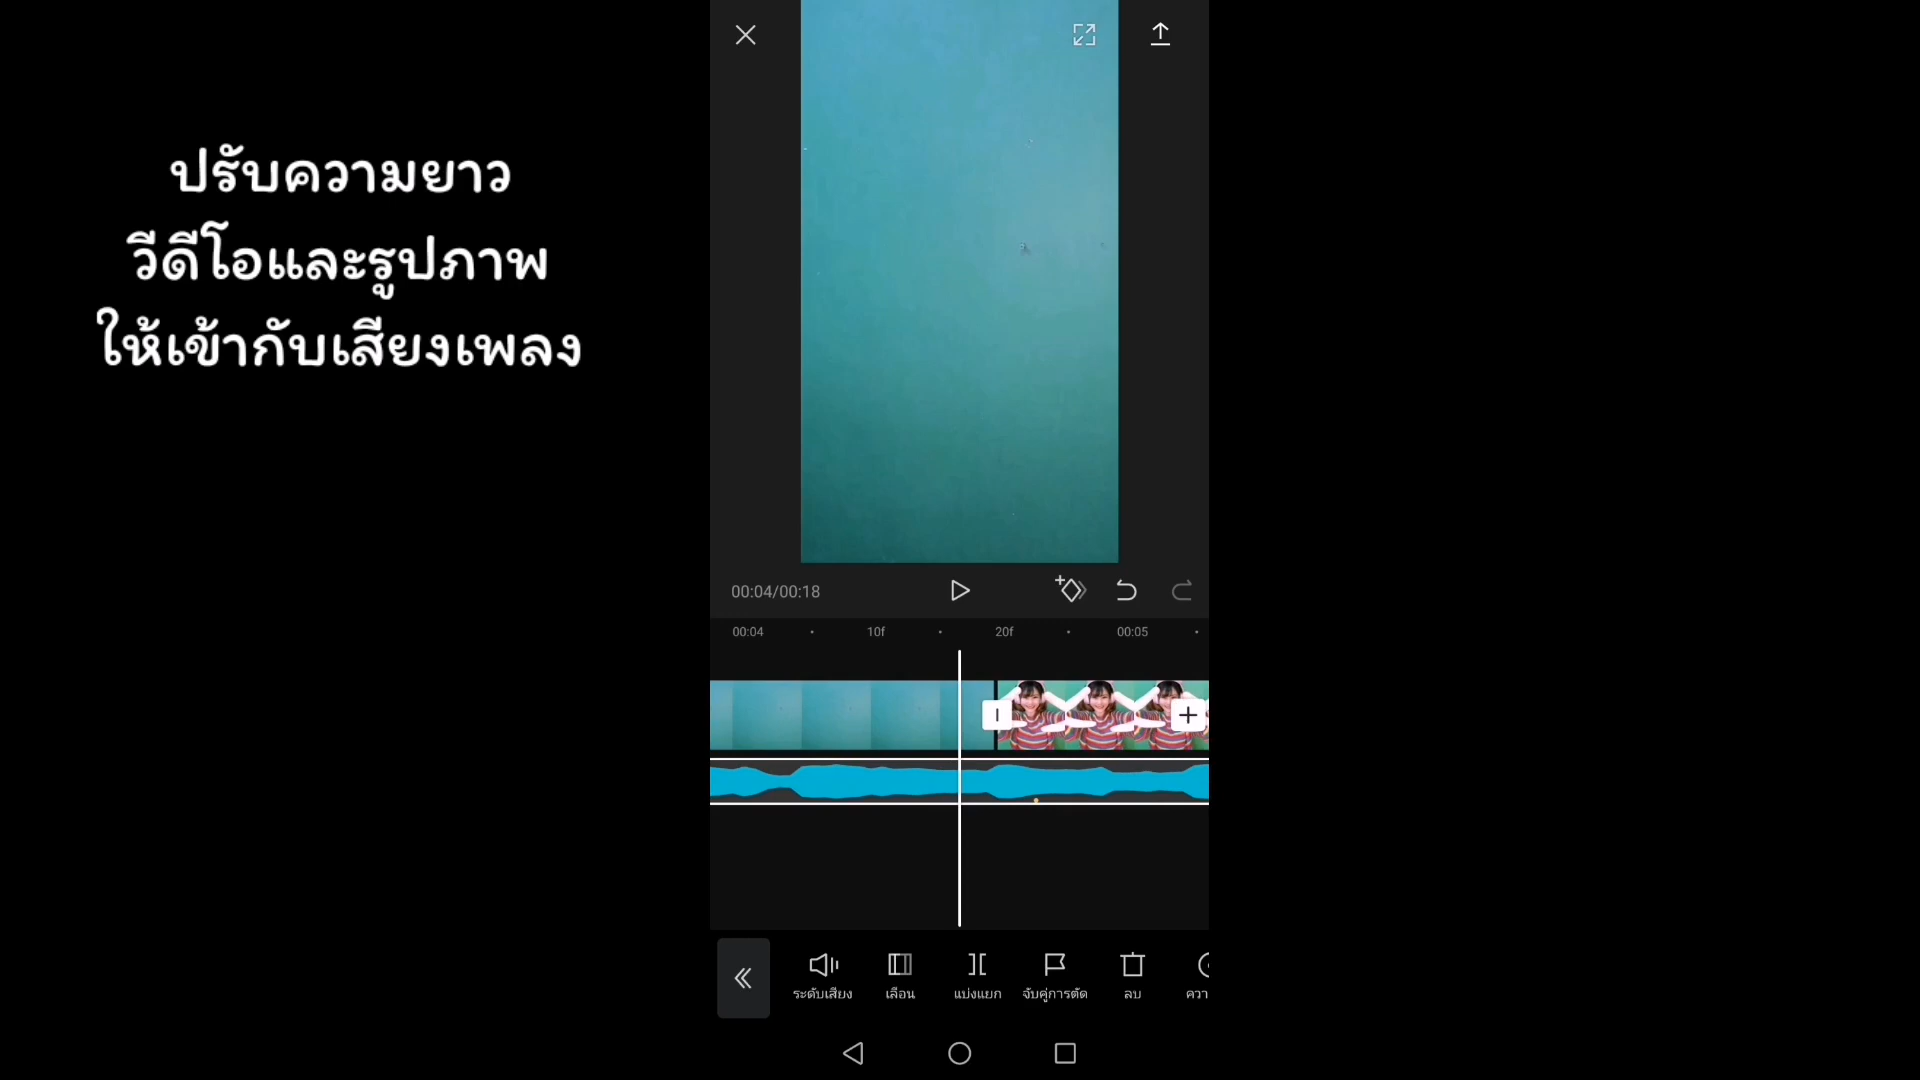 ปรับความยาว
วีดีโอและรูปภาพ
ให้เข้ากับเสียงเพลง
00:04/00:18
00:04 10f 20f 00:05
ระดับเสียง เลือน แบ่งแยก จับคู่การตัด ลบ ควา